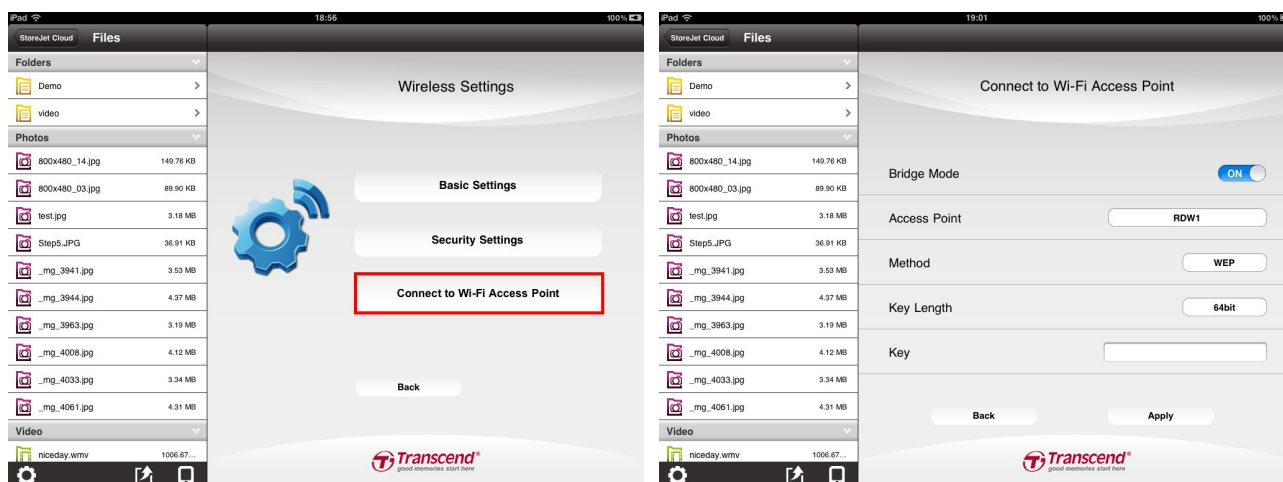 iPad 18:56 100%
StoreJet Cloud Files
Folders
Demo
video
Photos
800x480_14.jpg 149.76 KB
800x480_03.jpg 89.90 KB
test.jpg 3.18 MB
Step5.JPG 36.91 KB
_mg_3941.jpg 3.53 MB
_mg_3944.jpg 4.37 MB
_mg_3963.jpg 3.19 MB
_mg_4008.jpg 4.12 MB
_mg_4033.jpg 3.34 MB
_mg_4061.jpg 4.31 MB
Video
niceday.wmv 1006.67...
Wireless Settings
Basic Settings
Security Settings
Connect to Wi-Fi Access Point
Back
Transcend®
good memories start here
iPad 19:01 100%
StoreJet Cloud Files
Folders
Demo
video
Photos
800x480_14.jpg 149.76 KB
800x480_03.jpg 89.90 KB
test.jpg 3.18 MB
Step5.JPG 36.91 KB
_mg_3941.jpg 3.53 MB
_mg_3944.jpg 4.37 MB
_mg_3963.jpg 3.19 MB
_mg_4008.jpg 4.12 MB
_mg_4033.jpg 3.34 MB
_mg_4061.jpg 4.31 MB
Video
niceday.wmv 1006.67...
Connect to Wi-Fi Access Point
Bridge Mode ON
Access Point RDW1
Method WEP
Key Length 64bit
Key
Back Apply
Transcend®
good memories start here